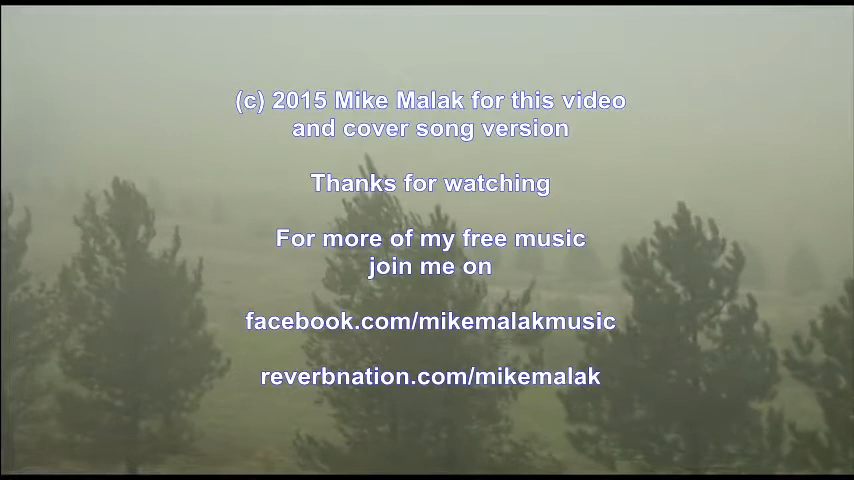 (c) 2015 Mike Malak for this video
and cover song version
Thanks for watching
For more of my free music
join me on
facebook.com/mikemalakmusic
reverbnation.com/mikemalak